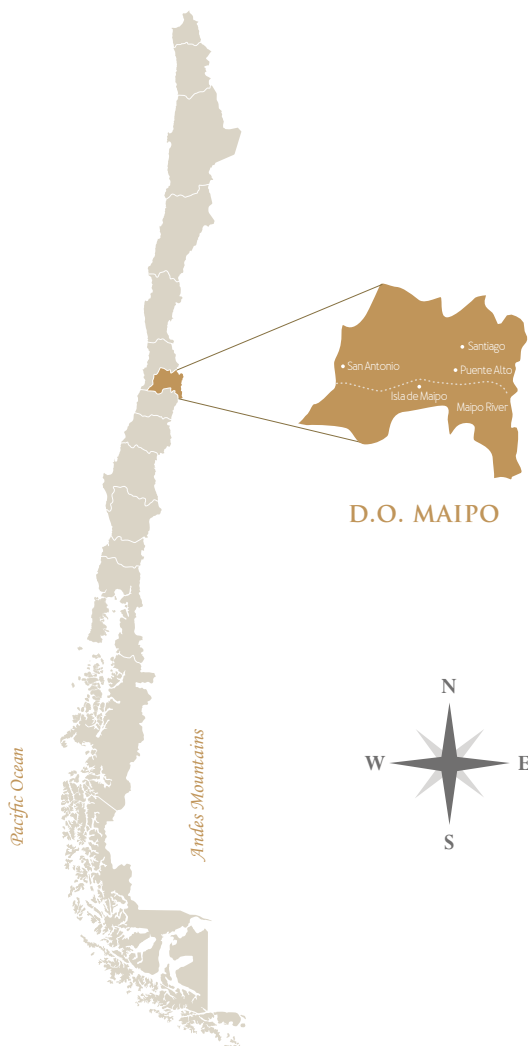 Santiago
San Antonio
Puente Alto
Isla de Maipo
Maipo River
D.O. MAIPO
N
W
E
S
Pacific Ocean
Andes Mountains